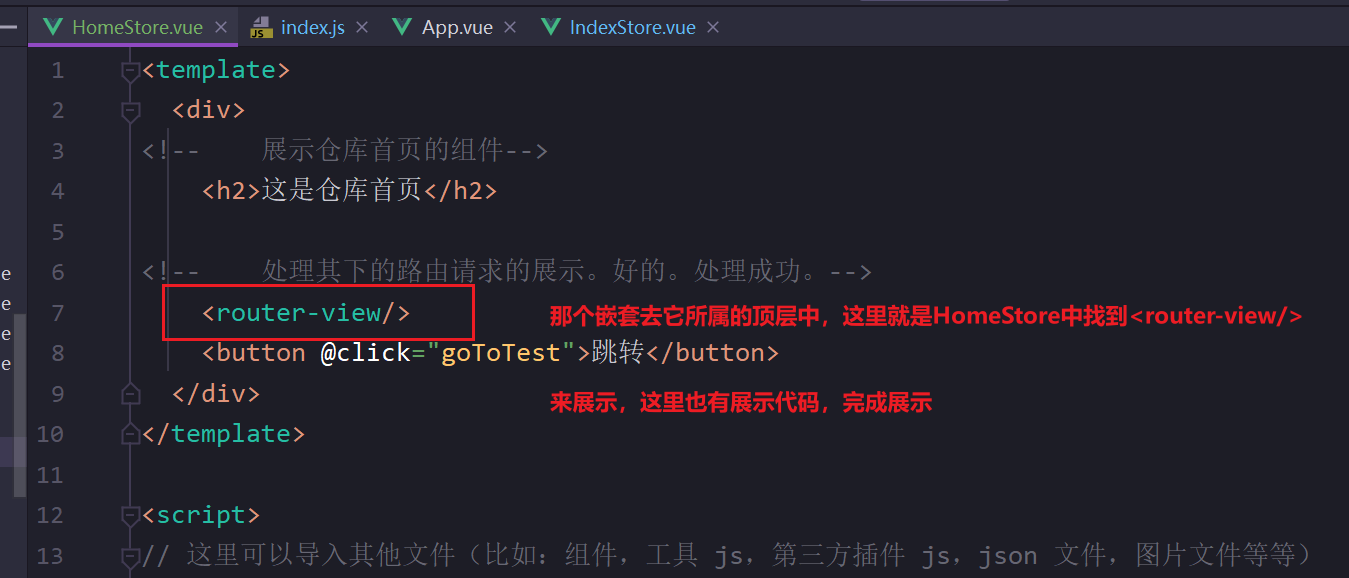 HomeStore.vue × JS index.js × App.vue × IndexStore.vue ×
1 <template>
2 <div>
3 <!-- 展示仓库首页的组件-->
4 <h2>这是仓库首页</h2>
5
e 6 <!-- 处理其下的路由请求的展示。好的。处理成功。-->
e 7 <router-view/> 那个嵌套去它所属的顶层中，这里就是HomeStore中找到<router-view/>
e
e 8 <button @click="goToTest">跳转</button>
9 </div> 来展示，这里也有展示代码，完成展示
10 </template>
11
12 <script>
13 // 这里可以导入其他文件（比如：组件，工具 js，第三方插件 js，json 文件，图片文件等等）